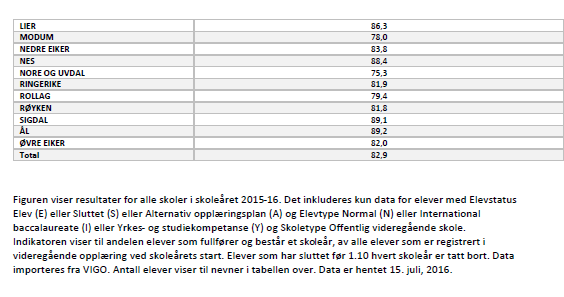 LIER 86,3
MODUM 78,0
NEDRE EIKER 83,8
NES 88,4
NORE OG UVDAL 75,3
RINGERIKE 81,9
ROLLAG 79,4
RØYKEN 81,8
SIGDAL 89,1
ÅL 89,2
ØVRE EIKER 82,0
Total 82,9
Figuren viser resultater for alle skoler i skoleåret 2015-16. Det inkluderes kun data for elever med Elevstatus
Elev (E) eller Sluttet (S) eller Alternativ opplæringsplan (A) og Elevtype Normal (N) eller International
baccalaureate (I) eller Yrkes- og studiekompetanse (Y) og Skoletype Offentlig videregående skole.
Indikatoren viser til andelen elever som fullfører og består et skoleår, av alle elever som er registrert i
videregående opplæring ved skoleårets start. Elever som har sluttet før 1.10 hvert skoleår er tatt bort. Data
importeres fra VIGO. Antall elever viser til nevner i tabellen over. Data er hentet 15. juli, 2016.